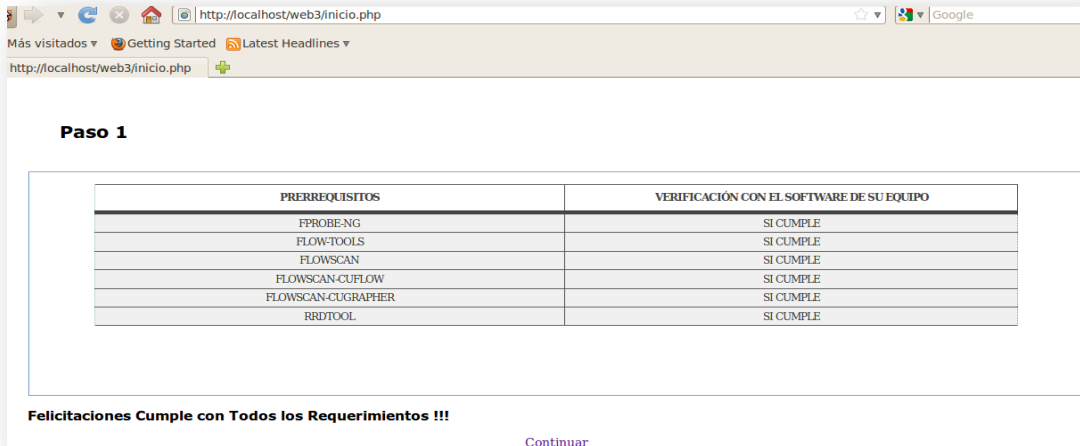 http://localhost/web3/inicio.php
Google
Más visitados Getting Started Latest Headlines
http://localhost/web3/inicio.php
Paso 1
PRERREQUISITOS VERIFICACIÓN CON EL SOFTWARE DE SU EQUIPO
FPROBE-NG SI CUMPLE
FLOW-TOOLS SI CUMPLE
FLOWSCAN SI CUMPLE
FLOWSCAN-CUFLOW SI CUMPLE
FLOWSCAN-CUGRAPHER SI CUMPLE
RRDTOOL SI CUMPLE
Felicitaciones Cumple con Todos los Requerimientos !!!
Continuar